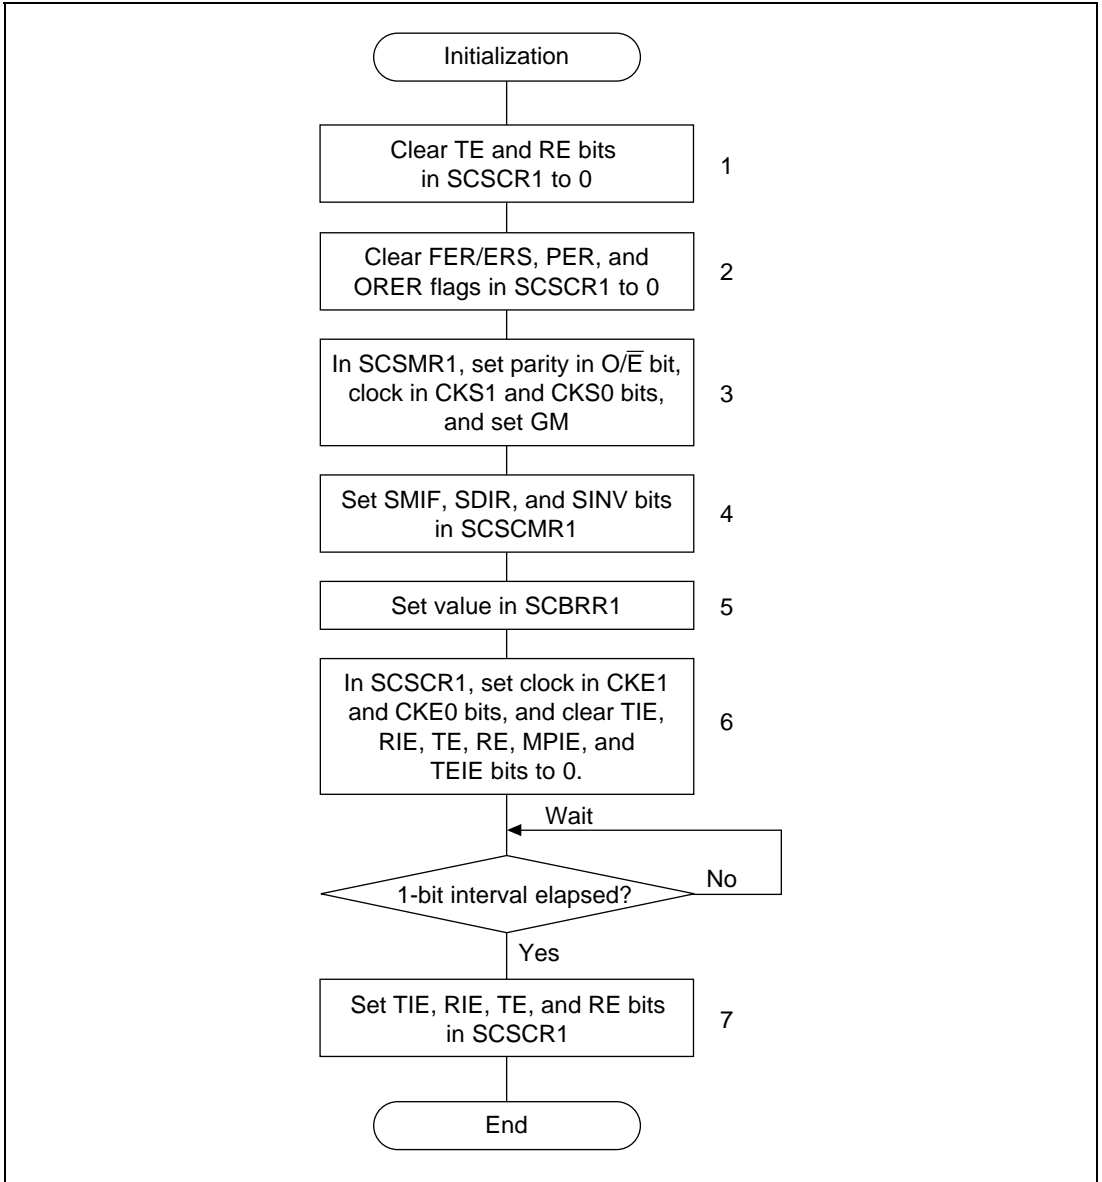 Initialization
Clear TE and RE bits
in SCSCR1 to 0
1
Clear FER/ERS, PER, and
ORER flags in SCSCR1 to 0
2
In SCSMR1, set parity in O/E̅ bit,
clock in CKS1 and CKS0 bits,
and set GM
3
Set SMIF, SDIR, and SINV bits
in SCSCMR1
4
Set value in SCBRR1
5
In SCSCR1, set clock in CKE1
and CKE0 bits, and clear TIE,
RIE, TE, RE, MPIE, and
TEIE bits to 0.
6
Wait
1-bit interval elapsed?
No
Yes
Set TIE, RIE, TE, and RE bits
in SCSCR1
7
End